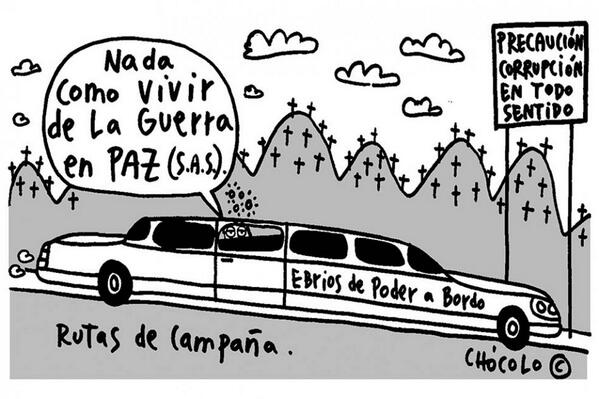 Nada
como vivir
de La Guerra
en PAZ (S.A.S.).
PRECAUCIÓN
CORRUPCIÓN
EN TODO
SENTIDO
EBRIOS de Poder a Bordo
RUTAS de Campaña.
CHÓCOLO ©